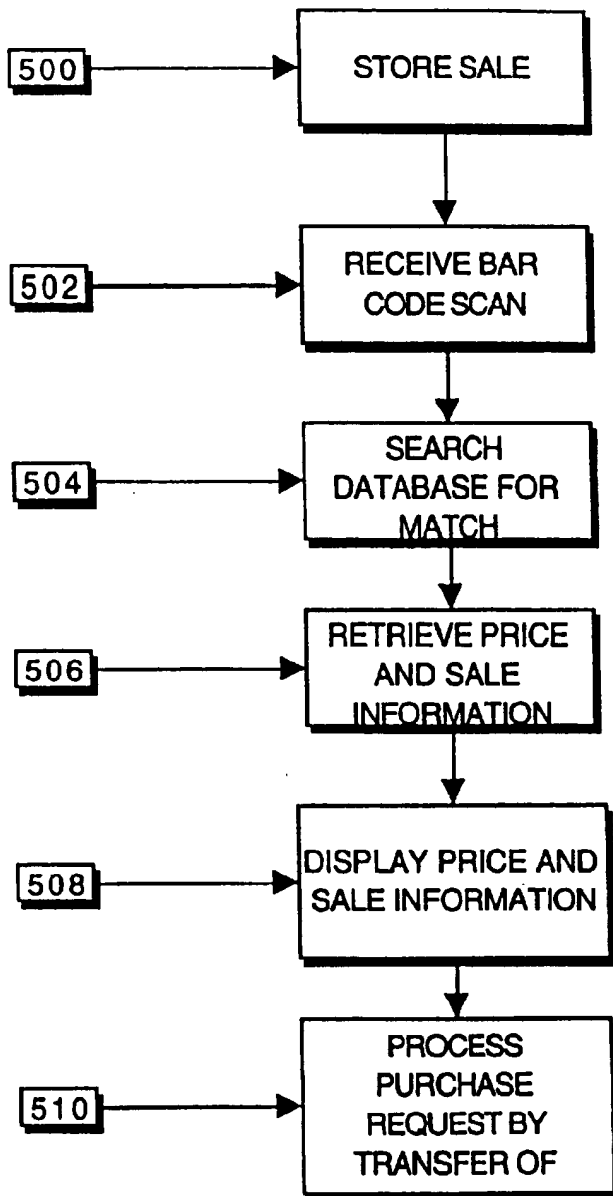 500
STORE SALE
502
RECEIVE BAR
CODE SCAN
504
SEARCH
DATABASE FOR
MATCH
506
RETRIEVE PRICE
AND SALE
INFORMATION
508
DISPLAY PRICE AND
SALE INFORMATION
510
PROCESS
PURCHASE
REQUEST BY
TRANSFER OF